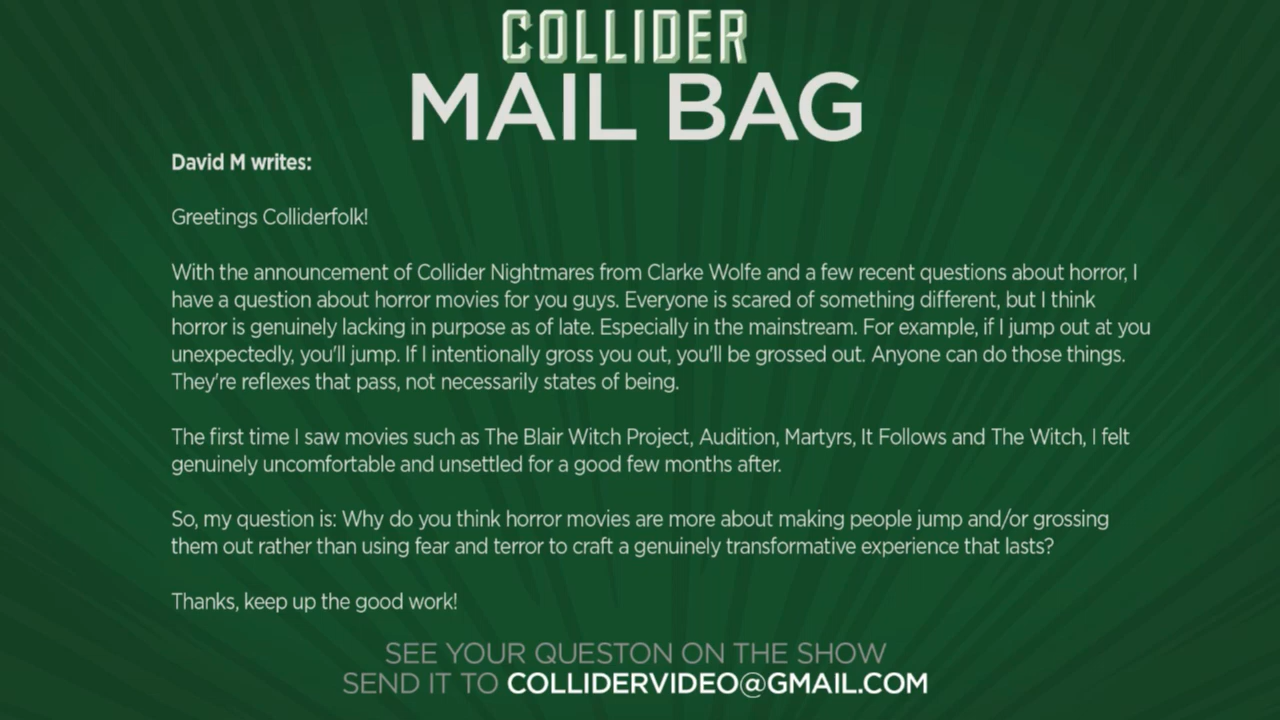 COLLIDER
MAIL BAG
David M writes:
Greetings Colliderfolk!
With the announcement of Collider Nightmares from Clarke Wolfe and a few recent questions about horror, I
have a question about horror movies for you guys. Everyone is scared of something different, but I think
horror is genuinely lacking in purpose as of late. Especially in the mainstream. For example, if I jump out at you
unexpectedly, you'll jump. If I intentionally gross you out, you'll be grossed out. Anyone can do those things.
They're reflexes that pass, not necessarily states of being.
The first time I saw movies such as The Blair Witch Project, Audition, Martyrs, It Follows and The Witch, I felt
genuinely uncomfortable and unsettled for a good few months after.
So, my question is: Why do you think horror movies are more about making people jump and/or grossing
them out rather than using fear and terror to craft a genuinely transformative experience that lasts?
Thanks, keep up the good work!
SEE YOUR QUESTON ON THE SHOW
SEND IT TO COLLIDERVIDEO@GMAIL.COM